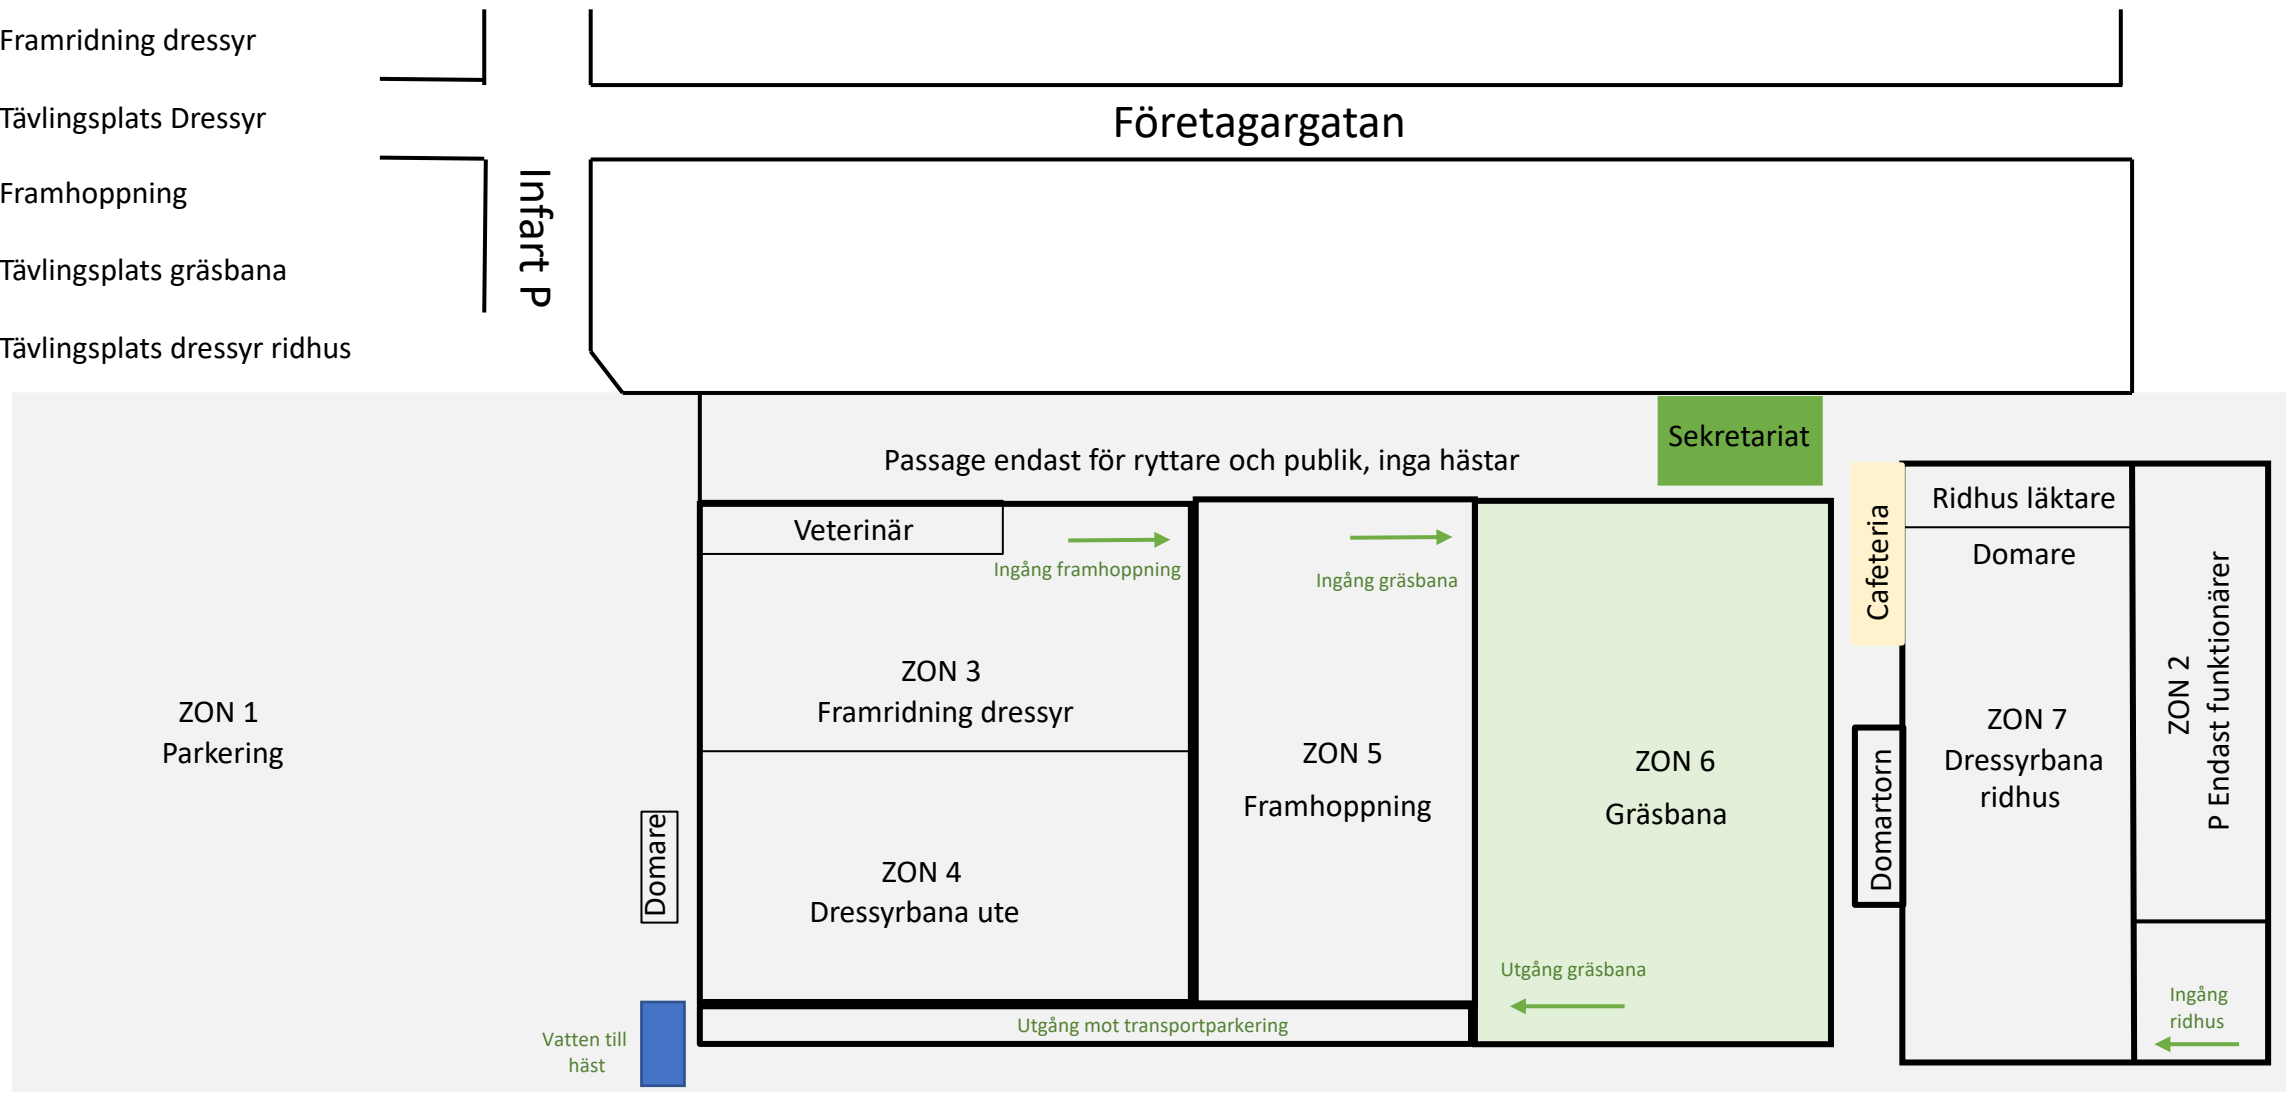 Framridning dressyr
Tävlingsplats Dressyr
Framhoppning
Tävlingsplats gräsbana
Tävlingsplats dressyr ridhus
Företagargatan
Infart P
Passage endast för ryttare och publik, inga hästar
Sekretariat
ZON 1
Parkering
Veterinär
Ingång framhoppning
ZON 3
Framridning dressyr
Domare
ZON 4
Dressyrbana ute
Vatten till
häst
Utgång mot transportparkering
Ingång gräsbana
ZON 5
Framhoppning
ZON 6
Gräsbana
Utgång gräsbana
Cafeteria
Domartorn
Ridhus läktare
Domare
ZON 7
Dressyrbana
ridhus
ZON 2
P Endast funktionärer
Ingång
ridhus